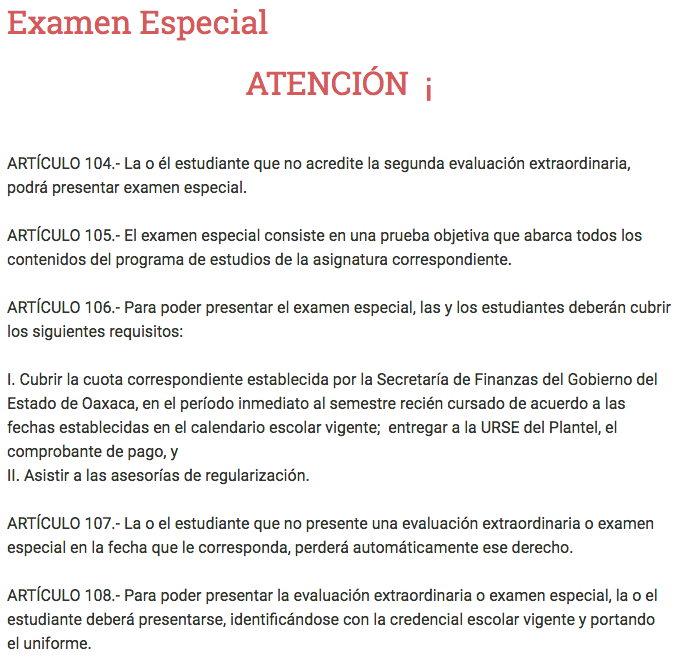 Examen Especial
ATENCIÓN ¡
ARTÍCULO 104.- La o él estudiante que no acredite la segunda evaluación extraordinaria,
podrá presentar examen especial.
ARTÍCULO 105.- El examen especial consiste en una prueba objetiva que abarca todos los
contenidos del programa de estudios de la asignatura correspondiente.
ARTÍCULO 106.- Para poder presentar el examen especial, las y los estudiantes deberán cubrir
los siguientes requisitos:
I. Cubrir la cuota correspondiente establecida por la Secretaría de Finanzas del Gobierno del
Estado de Oaxaca, en el período inmediato al semestre recién cursado de acuerdo a las
fechas establecidas en el calendario escolar vigente;  entregar a la URSE del Plantel, el
comprobante de pago, y
II. Asistir a las asesorías de regularización.
ARTÍCULO 107.- La o el estudiante que no presente una evaluación extraordinaria o examen
especial en la fecha que le corresponda, perderá automáticamente ese derecho.
ARTÍCULO 108.- Para poder presentar la evaluación extraordinaria o examen especial, la o el
estudiante deberá presentarse, identificándose con la credencial escolar vigente y portando
el uniforme.